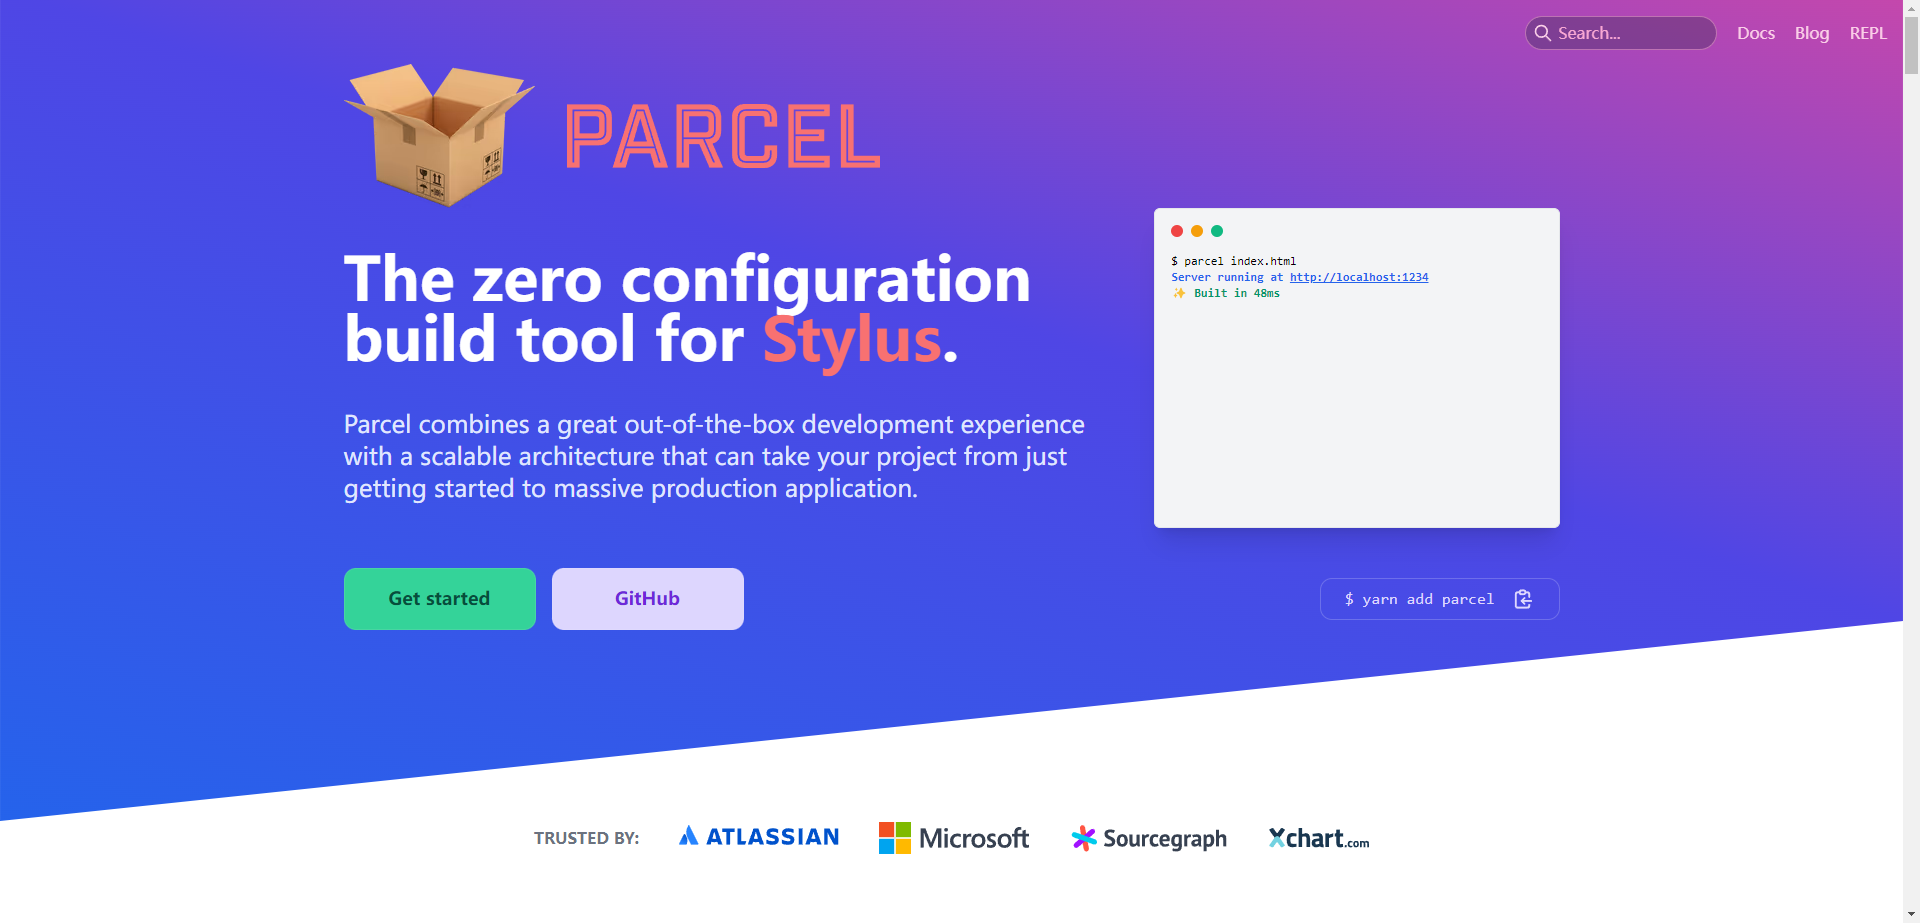 Search...
Docs
Blog
REPL
PARCEL
The zero configuration
build tool for Stylus.
Parcel combines a great out-of-the-box development experience
with a scalable architecture that can take your project from just
getting started to massive production application.
Get started
GitHub
$ parcel index.html
Server running at http://localhost:1234
✨ Built in 48ms
$ yarn add parcel
TRUSTED BY:
ATLASSIAN
Microsoft
Sourcegraph
Xchart.com